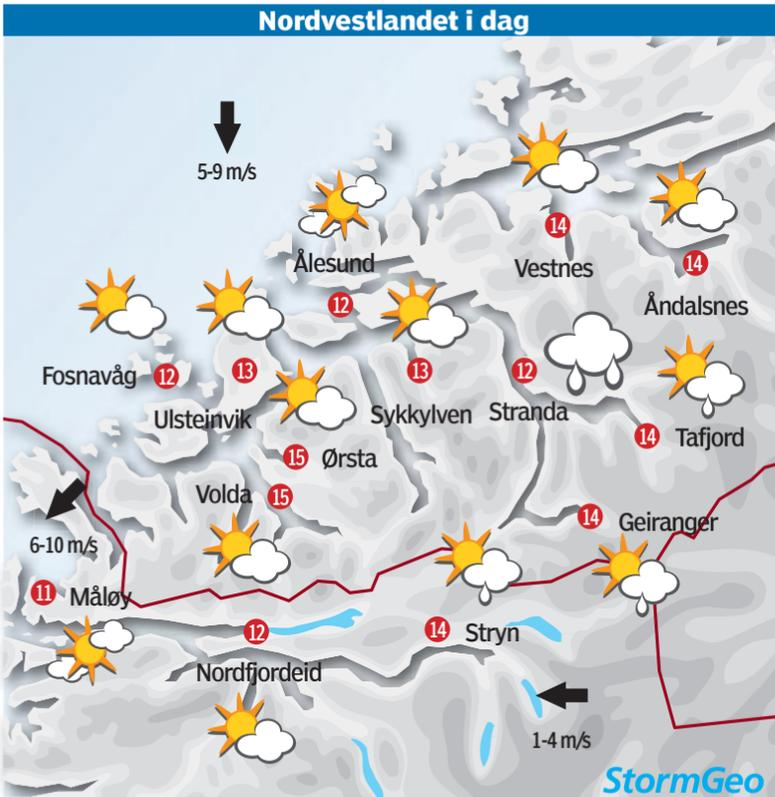 Nordvestlandet i dag
5-9 m/s
14
Ålesund
Vestnes
14
12
Åndalsnes
Fosnavåg
12
13
13
12
Ulsteinvik
Sykkylven
Stranda
14
Tafjord
15
Ørsta
Volda
15
14
Geiranger
6-10 m/s
11
Måløy
12
14
Stryn
Nordfjordeid
1-4 m/s
StormGeo